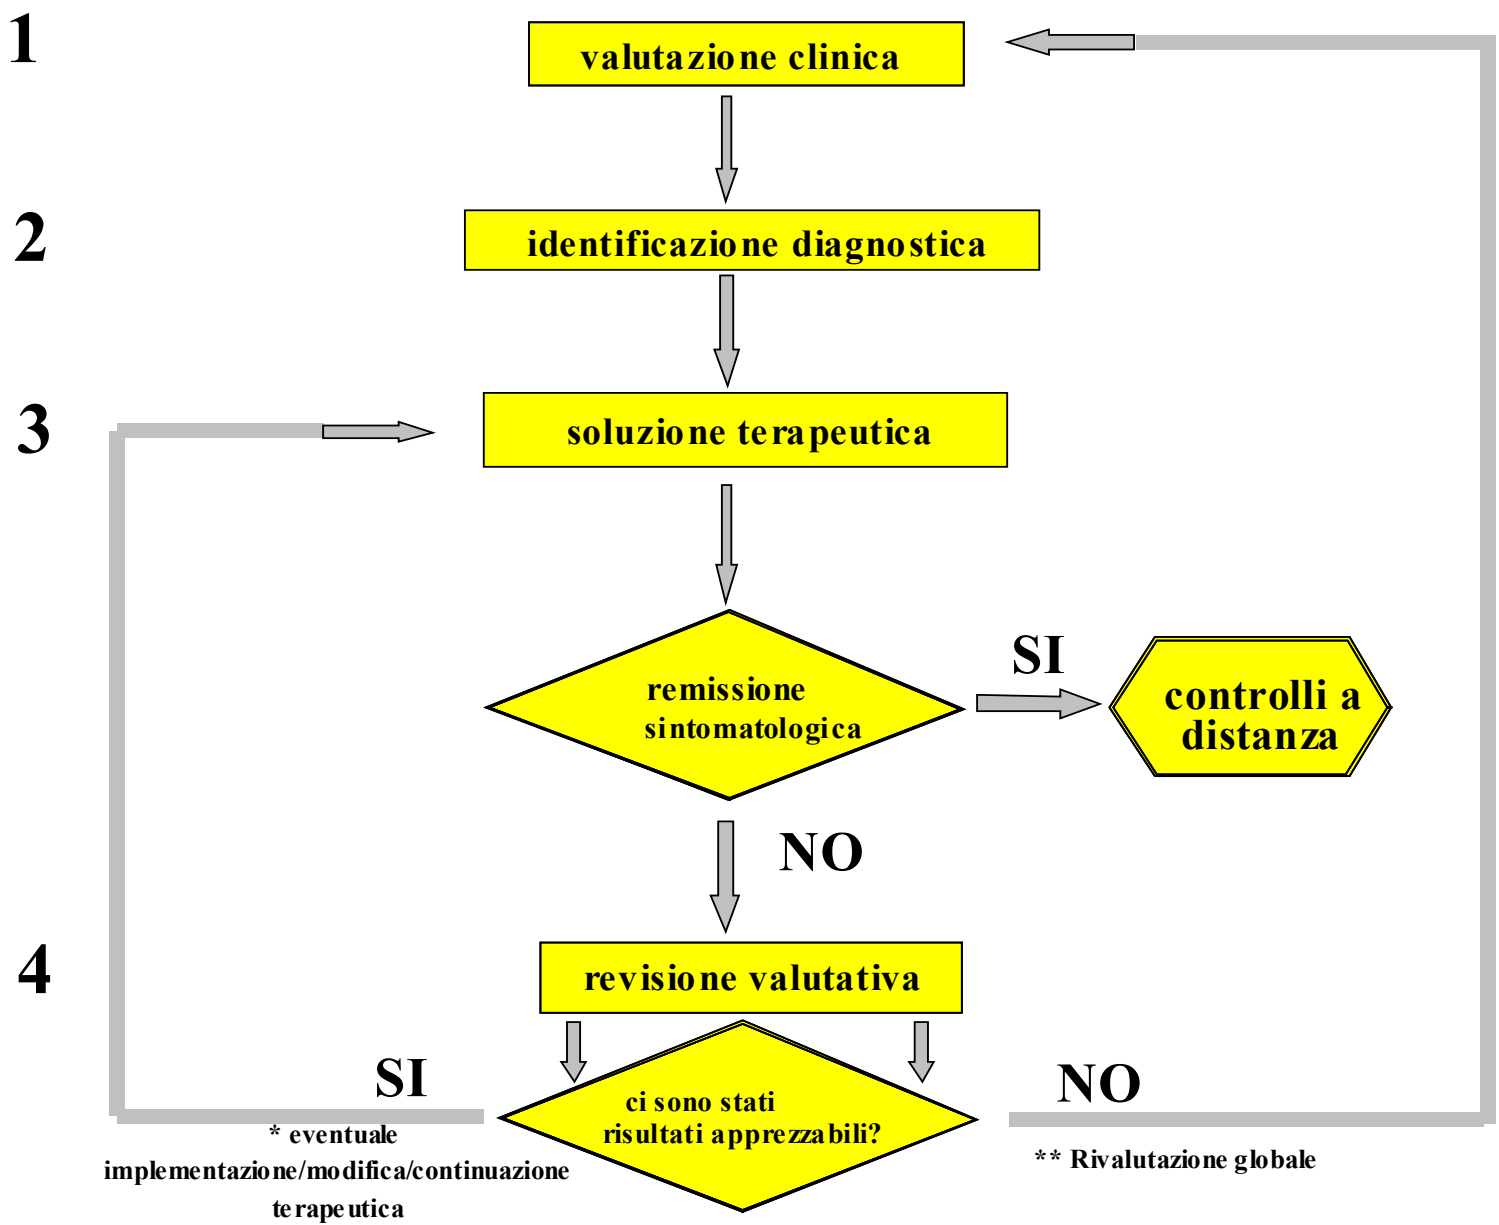 1
valutazione clinica
2
identificazione diagnostica
3
soluzione terapeutica
remissione
sintomatologica
SI
controlli a
distanza
NO
4
revisione valutativa
SI
ci sono stati
risultati apprezzabili?
NO
* eventuale
implementazione/modifica/continuazione
terapeutica
** Rivalutazione globale